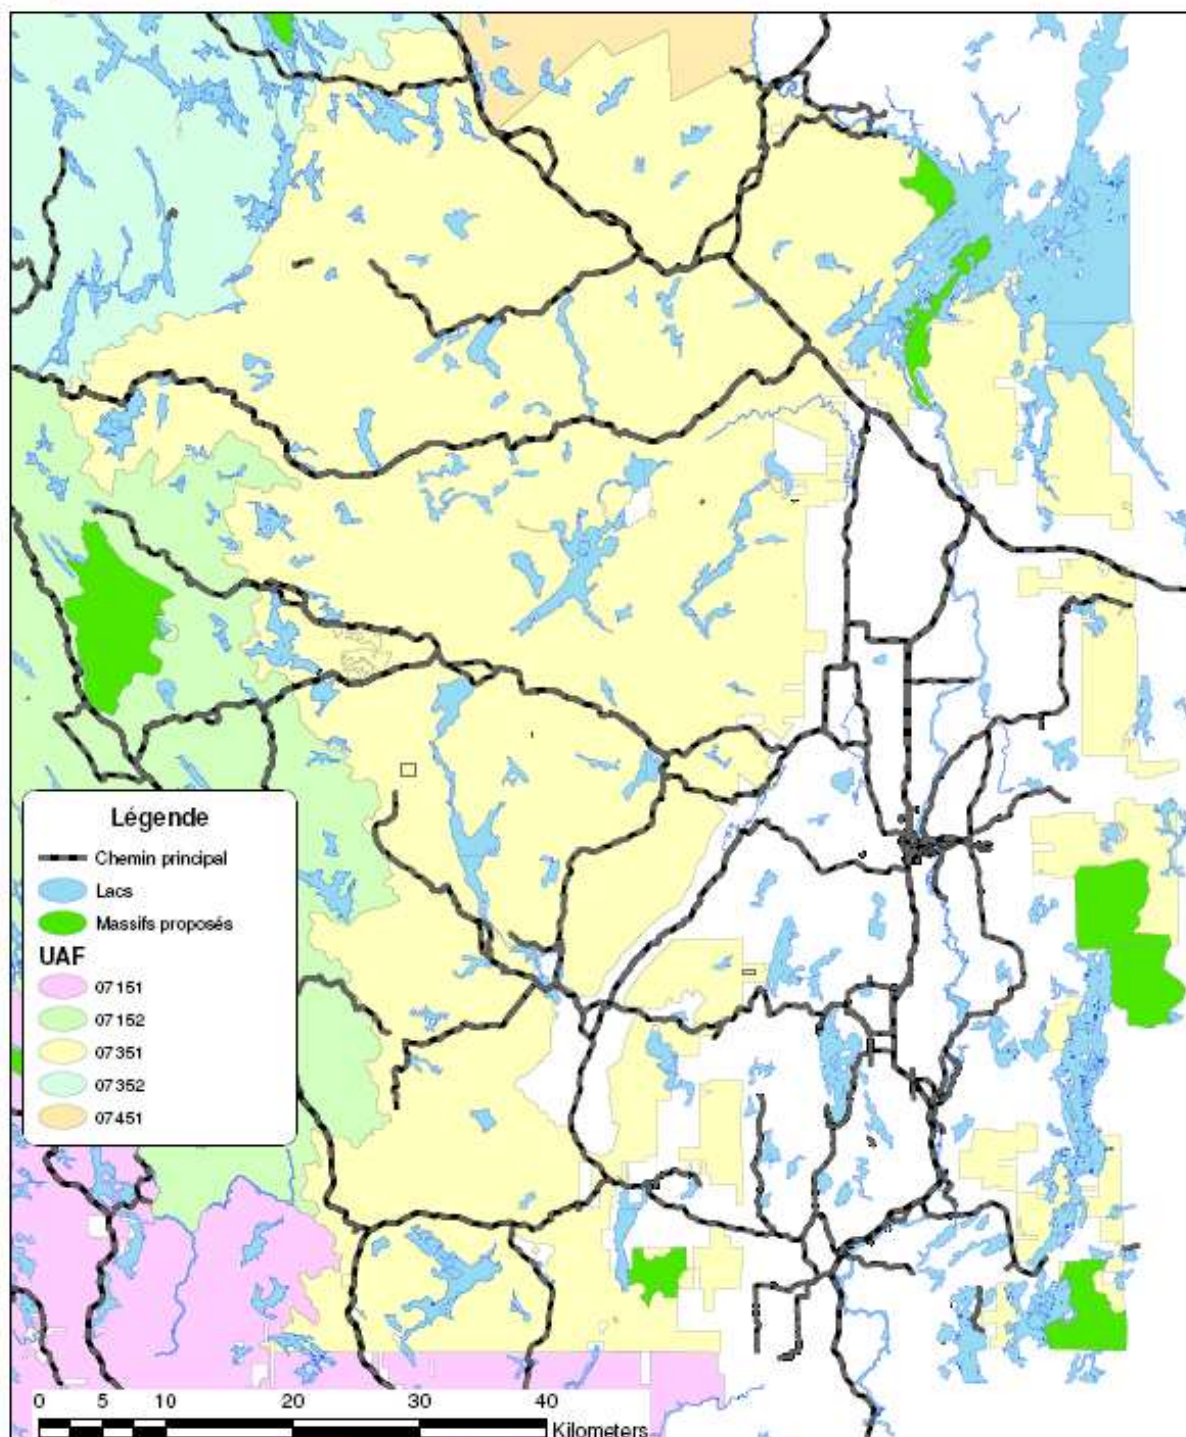 Légende
Chemin principal
Lacs
Massifs proposés
UAF
07151
07152
07351
07352
07451
0 5 10 20 30 40
Kilometers